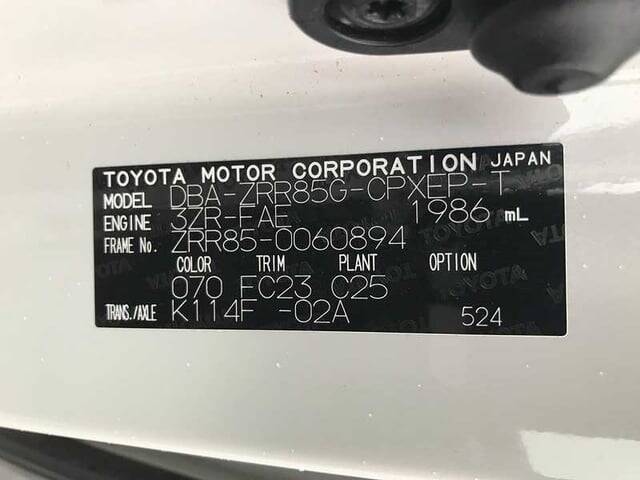 TOYOTA MOTOR CORPORATION JAPAN
MODEL DBA-ZRR85G-CPXEP-T
ENGINE 3ZR-FAE 1986 mL
FRAME No. ZRR85-0060894
COLOR TRIM PLANT OPTION
070 FC23 C25
TRANS./AXLE K114F -02A 524